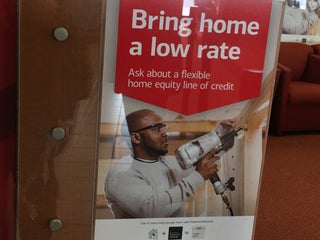 Bring home
a low rate
Ask about a flexible
home equity line of credit